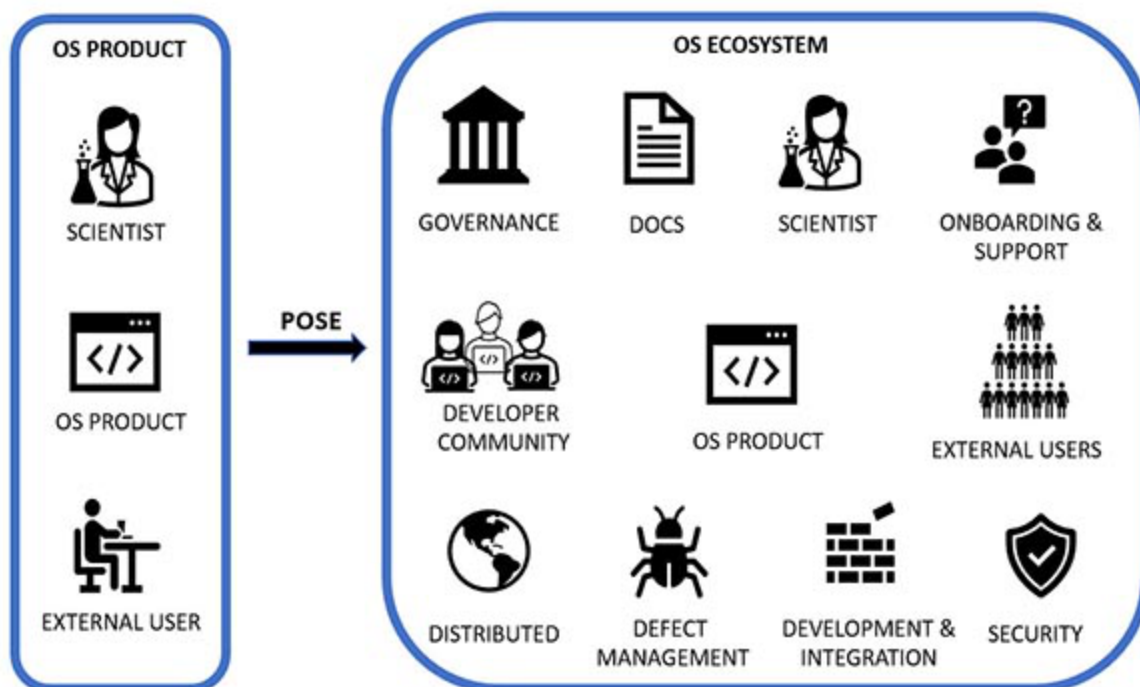 OS PRODUCT
SCIENTIST
</>
OS PRODUCT
EXTERNAL USER
POSE
OS ECOSYSTEM
GOVERNANCE
DOCS
SCIENTIST
?
ONBOARDING &
SUPPORT
</>
</>
</>
DEVELOPER
COMMUNITY
</>
OS PRODUCT
EXTERNAL USERS
DISTRIBUTED
DEFECT
MANAGEMENT
DEVELOPMENT &
INTEGRATION
SECURITY